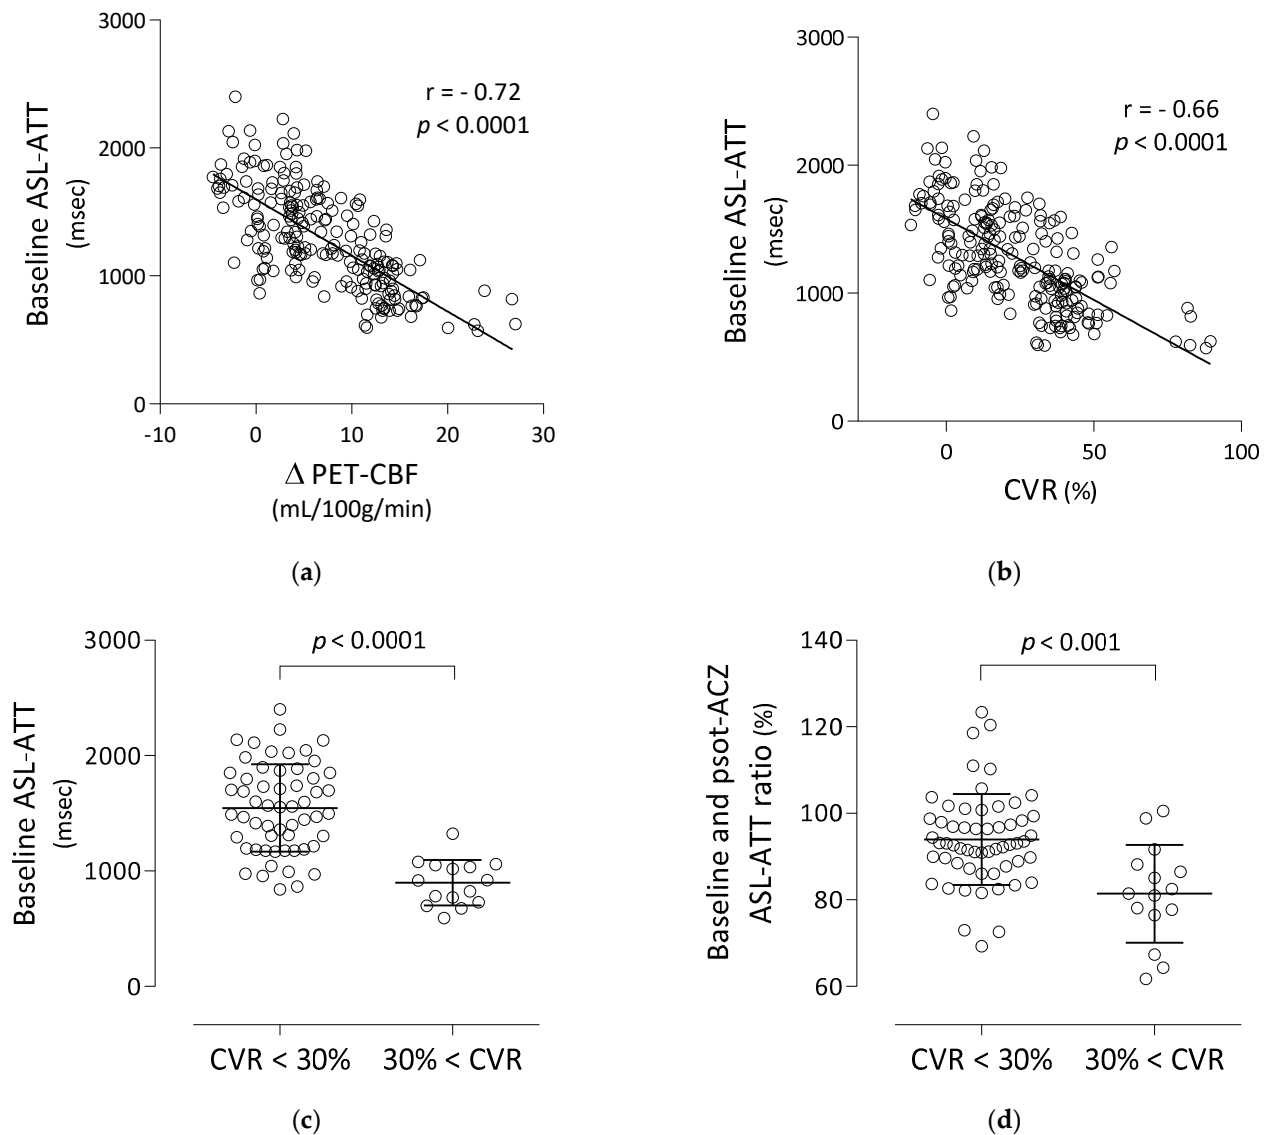 3000
2000
1000
0
Baseline ASL-ATT
(msec)
r = - 0.72
p < 0.0001
-10 0 10 20 30
Δ PET-CBF
(mL/100g/min)
(a)
3000
2000
1000
0
Baseline ASL-ATT
(msec)
r = - 0.66
p < 0.0001
0 50 100
CVR (%)
(b)
3000
2000
1000
0
Baseline ASL-ATT
(msec)
p < 0.0001
CVR < 30% 30% < CVR
(c)
140
120
100
80
60
Baseline and psot-ACZ
ASL-ATT ratio (%)
p < 0.001
CVR < 30% 30% < CVR
(d)